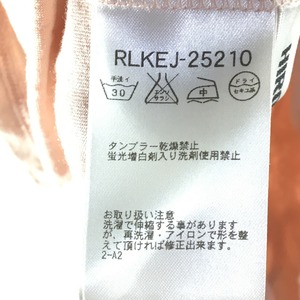 RLKEJ-25210
手洗イ
30
エンソ
サラシ
中
ドライ
セキユ系
タンブラー乾燥禁止
蛍光増白剤入り洗剤使用禁止
お取り扱い注意
洗濯で伸縮する事があります
が、再洗濯・アイロンで形を整
えて頂ければ修正出来ます。
2-A2